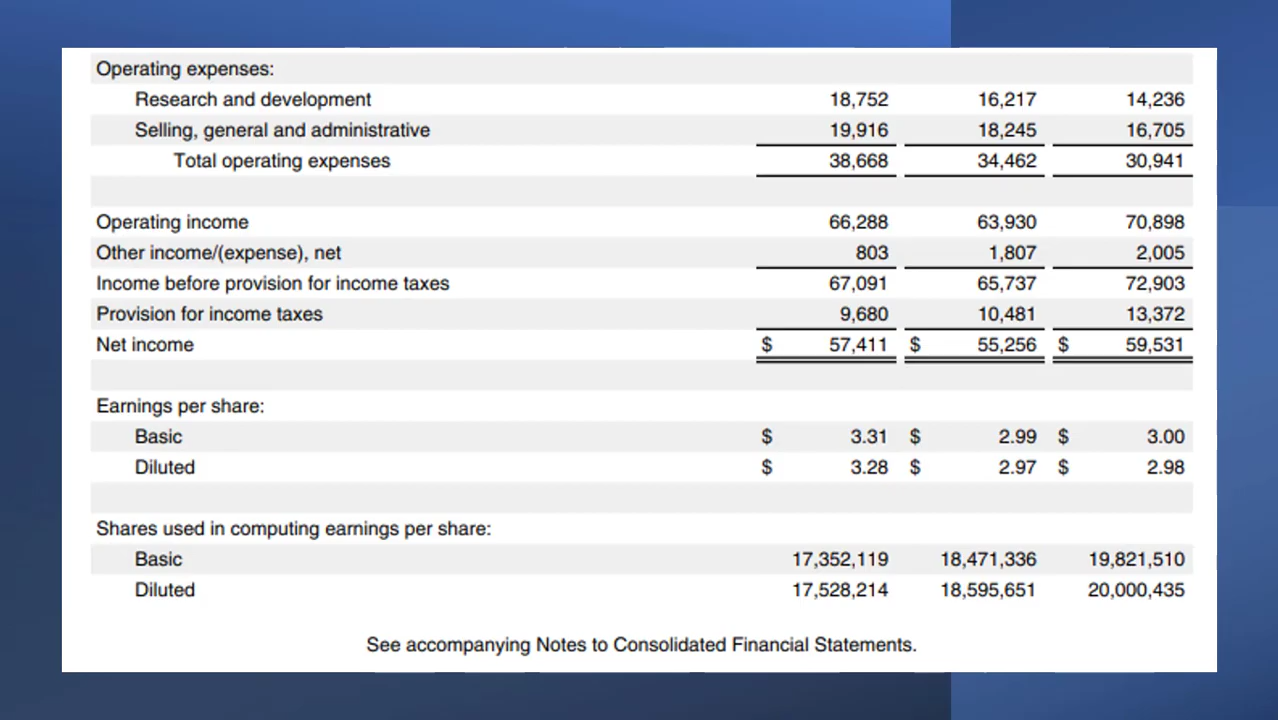 Operating expenses:
Research and development 18,752 16,217 14,236
Selling, general and administrative 19,916 18,245 16,705
Total operating expenses 38,668 34,462 30,941
Operating income 66,288 63,930 70,898
Other income/(expense), net 803 1,807 2,005
Income before provision for income taxes 67,091 65,737 72,903
Provision for income taxes 9,680 10,481 13,372
Net income $ 57,411 $ 55,256 $ 59,531
Earnings per share:
Basic $ 3.31 $ 2.99 $ 3.00
Diluted $ 3.28 $ 2.97 $ 2.98
Shares used in computing earnings per share:
Basic 17,352,119 18,471,336 19,821,510
Diluted 17,528,214 18,595,651 20,000,435
See accompanying Notes to Consolidated Financial Statements.